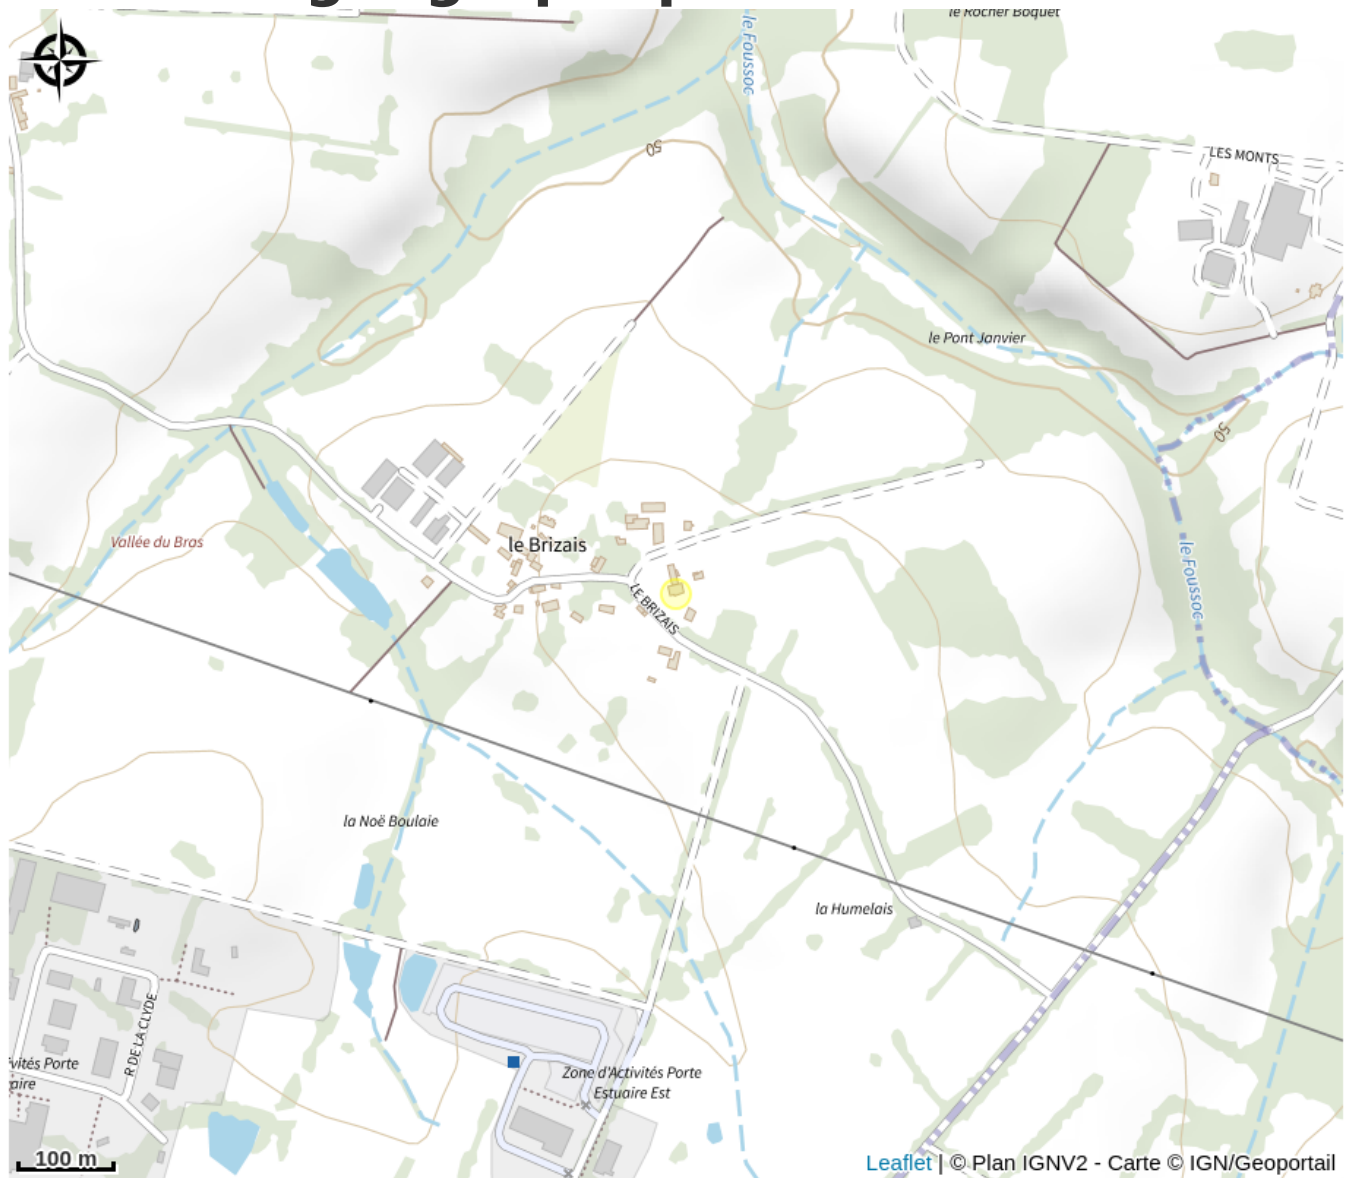 le Rocher Boquet
le Foussoc
50
LES MONTS
le Pont Janvier
50
Vallée du Bras
le Brizais
LE BRIZAIS
le Foussoc
la Noë Boulaie
la Humelais
R DE LA CLYDE
ivités Porte
aire
Zone d'Activités Porte
Estuaire Est
100 m
Leaflet | © Plan IGNV2 - Carte © IGN/Geoportail